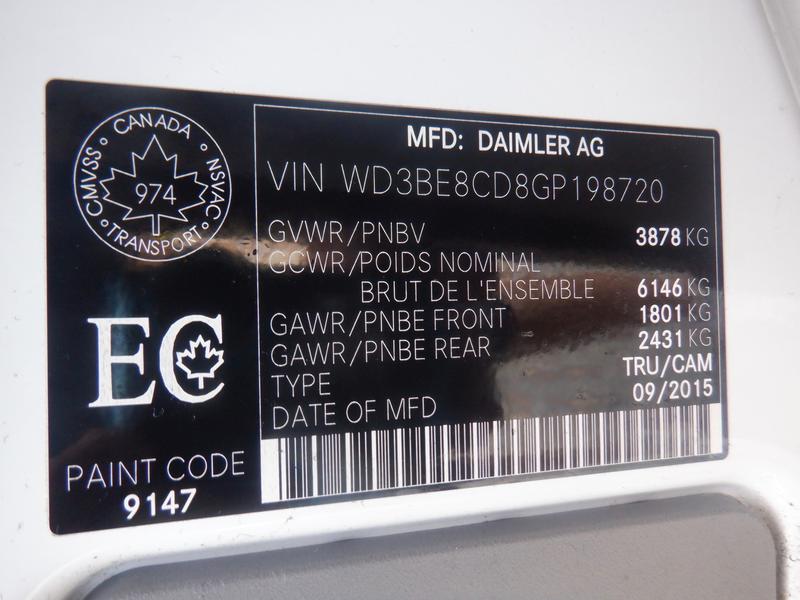 CANADA
CMVSS • NSVAC
974
TRANSPORT
EC
PAINT CODE
9147
MFD: DAIMLER AG
VIN WD3BE8CD8GP198720
GVWR/PNBV 3878 KG
GCWR/POIDS NOMINAL
BRUT DE L'ENSEMBLE 6146 KG
GAWR/PNBE FRONT 1801 KG
GAWR/PNBE REAR 2431 KG
TYPE TRU/CAM
DATE OF MFD 09/2015